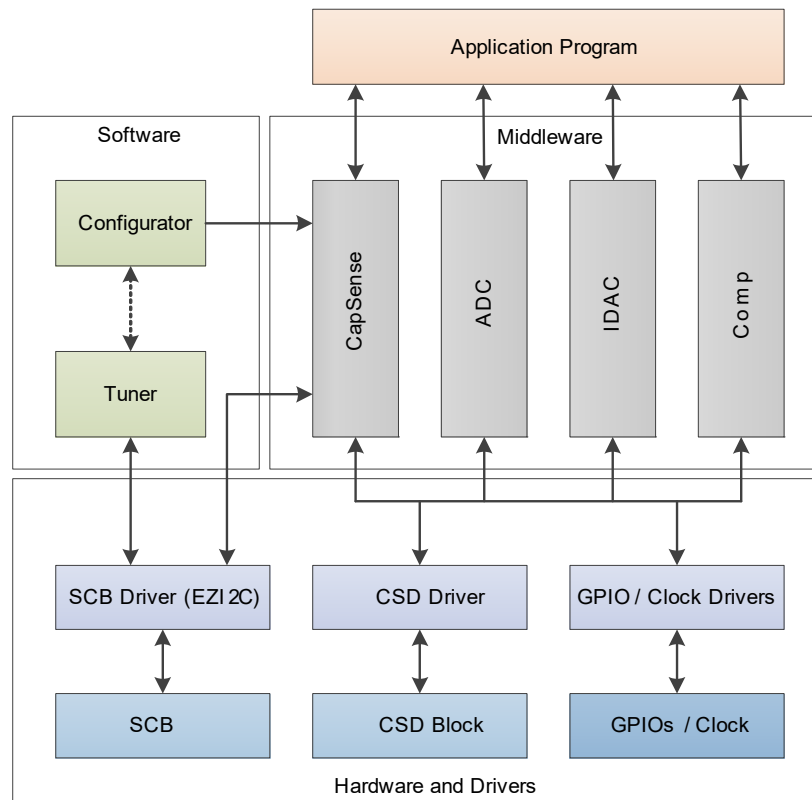 Application Program
Software
Middleware
Configurator
Tuner
CapSense
ADC
IDAC
Comp
SCB Driver (EZI2C)
CSD Driver
GPIO / Clock Drivers
SCB
CSD Block
GPIOs / Clock
Hardware and Drivers